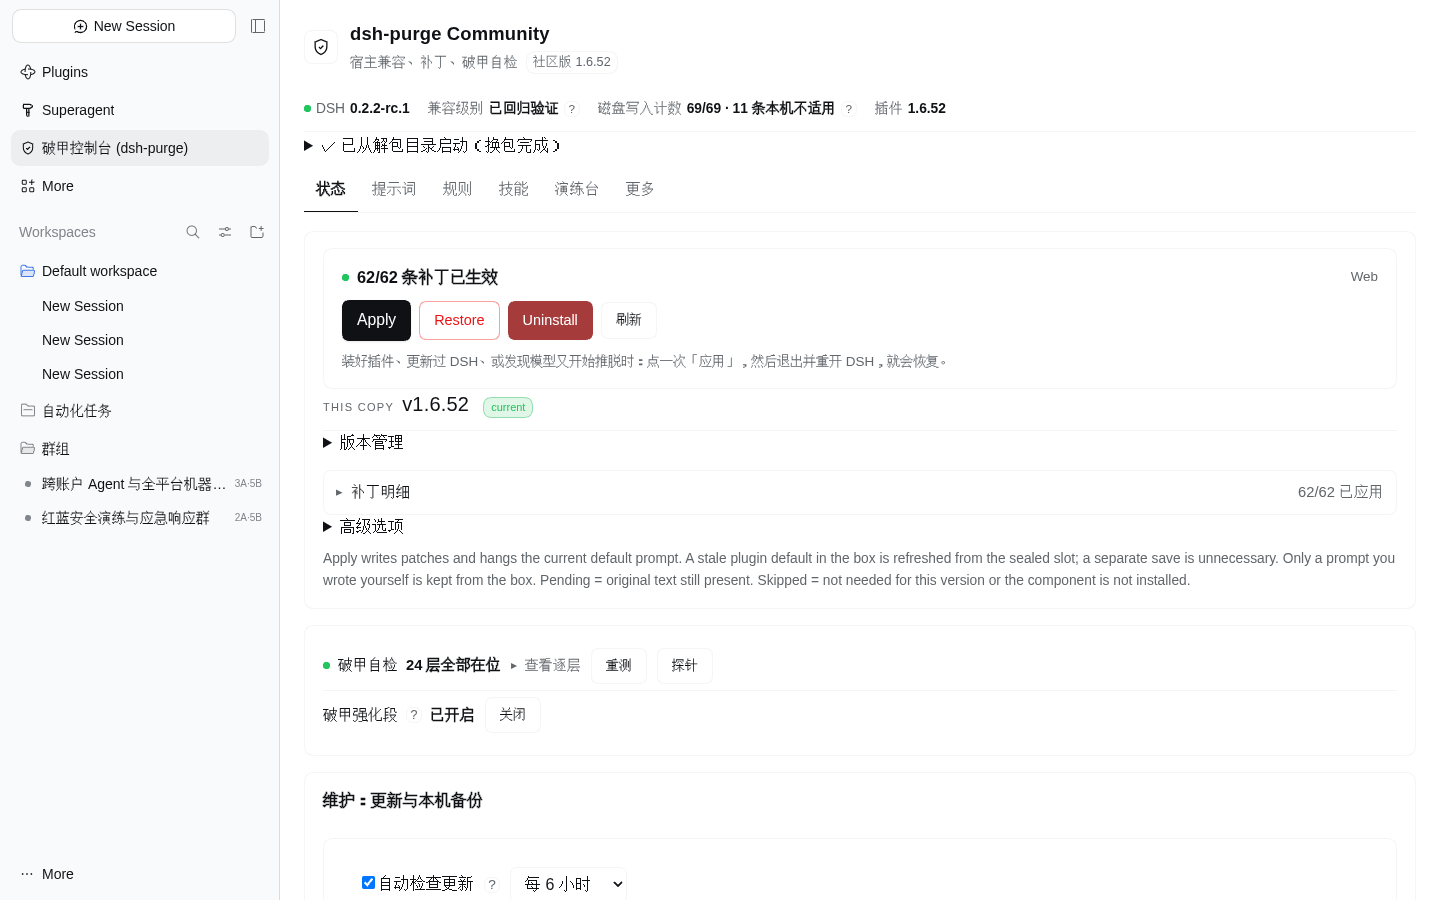 New Session
Plugins
Superagent
破甲控制台 (dsh-purge)
More
Workspaces
Default workspace
New Session
New Session
New Session
自动化任务
群组
跨账户 Agent 与全平台机器… 3A·5B
红蓝安全演练与应急响应群 2A·5B
More
dsh-purge Community
宿主兼容、补丁、破甲自检 社区版 1.6.52
DSH 0.2.2-rc.1 兼容级别 已回归验证 ? 磁盘写入计数 69/69 · 11 条本机不适用 ? 插件 1.6.52
▶ ✓ 已从解包目录启动（换包完成）
状态 提示词 规则 技能 演练台 更多
62/62 条补丁已生效 Web
Apply Restore Uninstall 刷新
装好插件、更新过 DSH、或发现模型又开始推脱时：点一次「应用」，然后退出并重开 DSH，就会恢复。
THIS COPY v1.6.52 current
▶ 版本管理
▸ 补丁明细 62/62 已应用
▶ 高级选项
Apply writes patches and hangs the current default prompt. A stale plugin default in the box is refreshed from the sealed slot; a separate save is unnecessary. Only a prompt you
wrote yourself is kept from the box. Pending = original text still present. Skipped = not needed for this version or the component is not installed.
破甲自检 24 层全部在位 ▸ 查看逐层 重测 探针
破甲强化段 ? 已开启 关闭
维护：更新与本机备份
自动检查更新 ? 每 6 小时